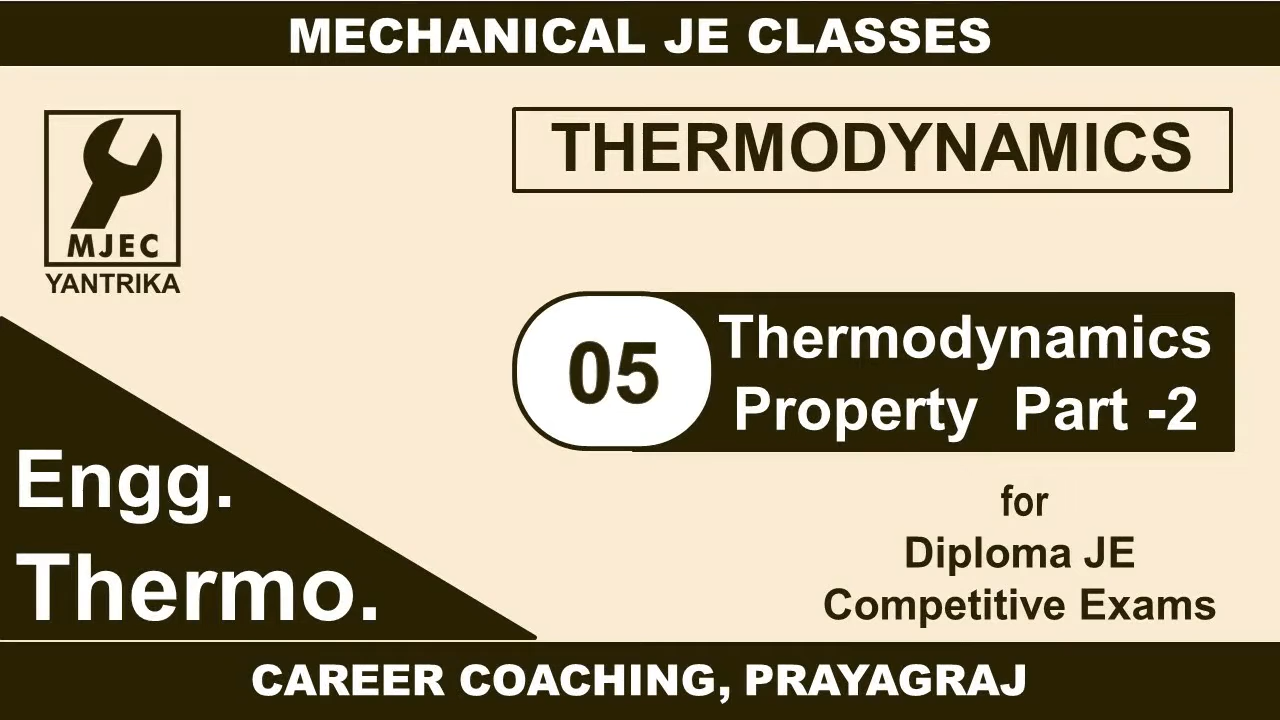 MECHANICAL JE CLASSES
MJEC
YANTRIKA
THERMODYNAMICS
05
Thermodynamics
Property Part -2
Engg.
Thermo.
for
Diploma JE
Competitive Exams
CAREER COACHING, PRAYAGRAJ